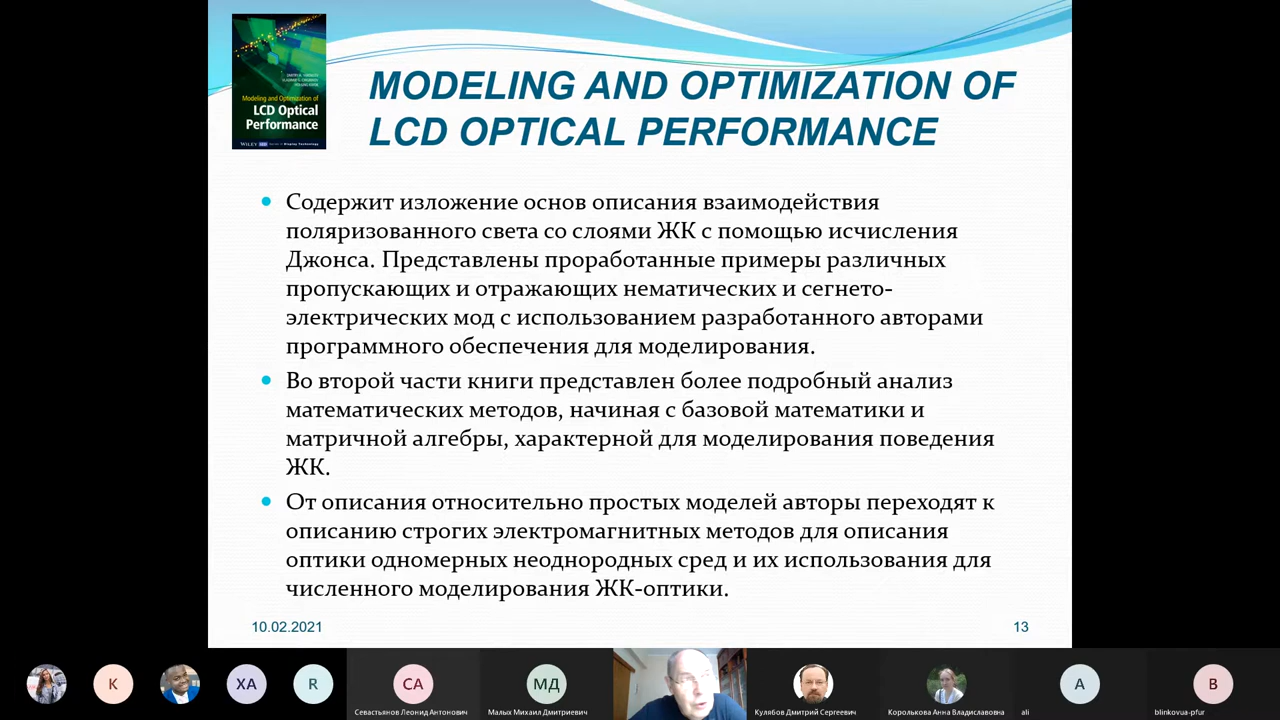 MODELING AND OPTIMIZATION OF
LCD OPTICAL PERFORMANCE
Modeling and Optimization of
LCD Optical
Performance
WILEY
Содержит изложение основ описания взаимодействия
поляризованного света со слоями ЖК с помощью исчисления
Джонса. Представлены проработанные примеры различных
пропускающих и отражающих нематических и сегнето-
электрических мод с использованием разработанного авторами
программного обеспечения для моделирования.
Во второй части книги представлен более подробный анализ
математических методов, начиная с базовой математики и
матричной алгебры, характерной для моделирования поведения
ЖК.
От описания относительно простых моделей авторы переходят к
описанию строгих электромагнитных методов для описания
оптики одномерных неоднородных сред и их использования для
численного моделирования ЖК-оптики.
10.02.2021
13
K
ХА
R
СА
МД
A
B
Севастьянов Леонид Антонович
Малых Михаил Дмитриевич
Кулябов Дмитрий Сергеевич
Королькова Анна Владиславовна
ali
blinkovua-pfur